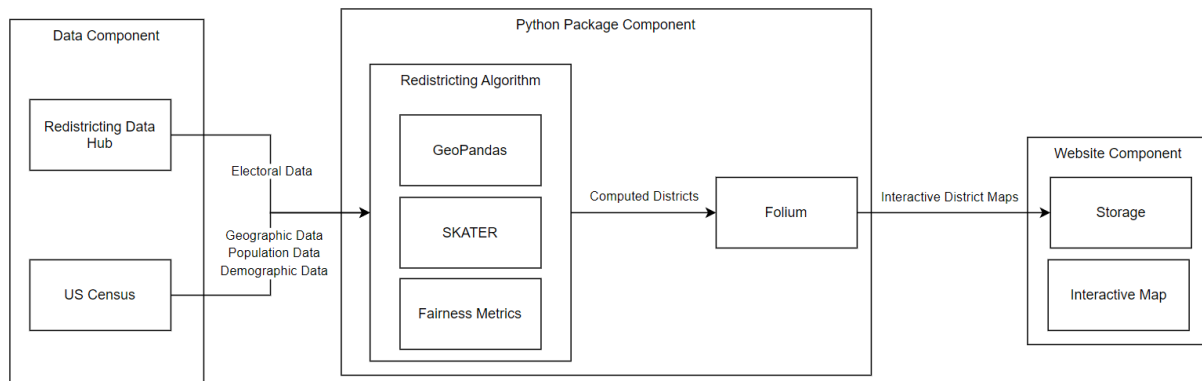 Data Component
Redistricting Data
Hub
US Census
Electoral Data
Geographic Data
Population Data
Demographic Data
Python Package Component
Redistricting Algorithm
GeoPandas
SKATER
Fairness Metrics
Computed Districts
Folium
Interactive District Maps
Website Component
Storage
Interactive Map